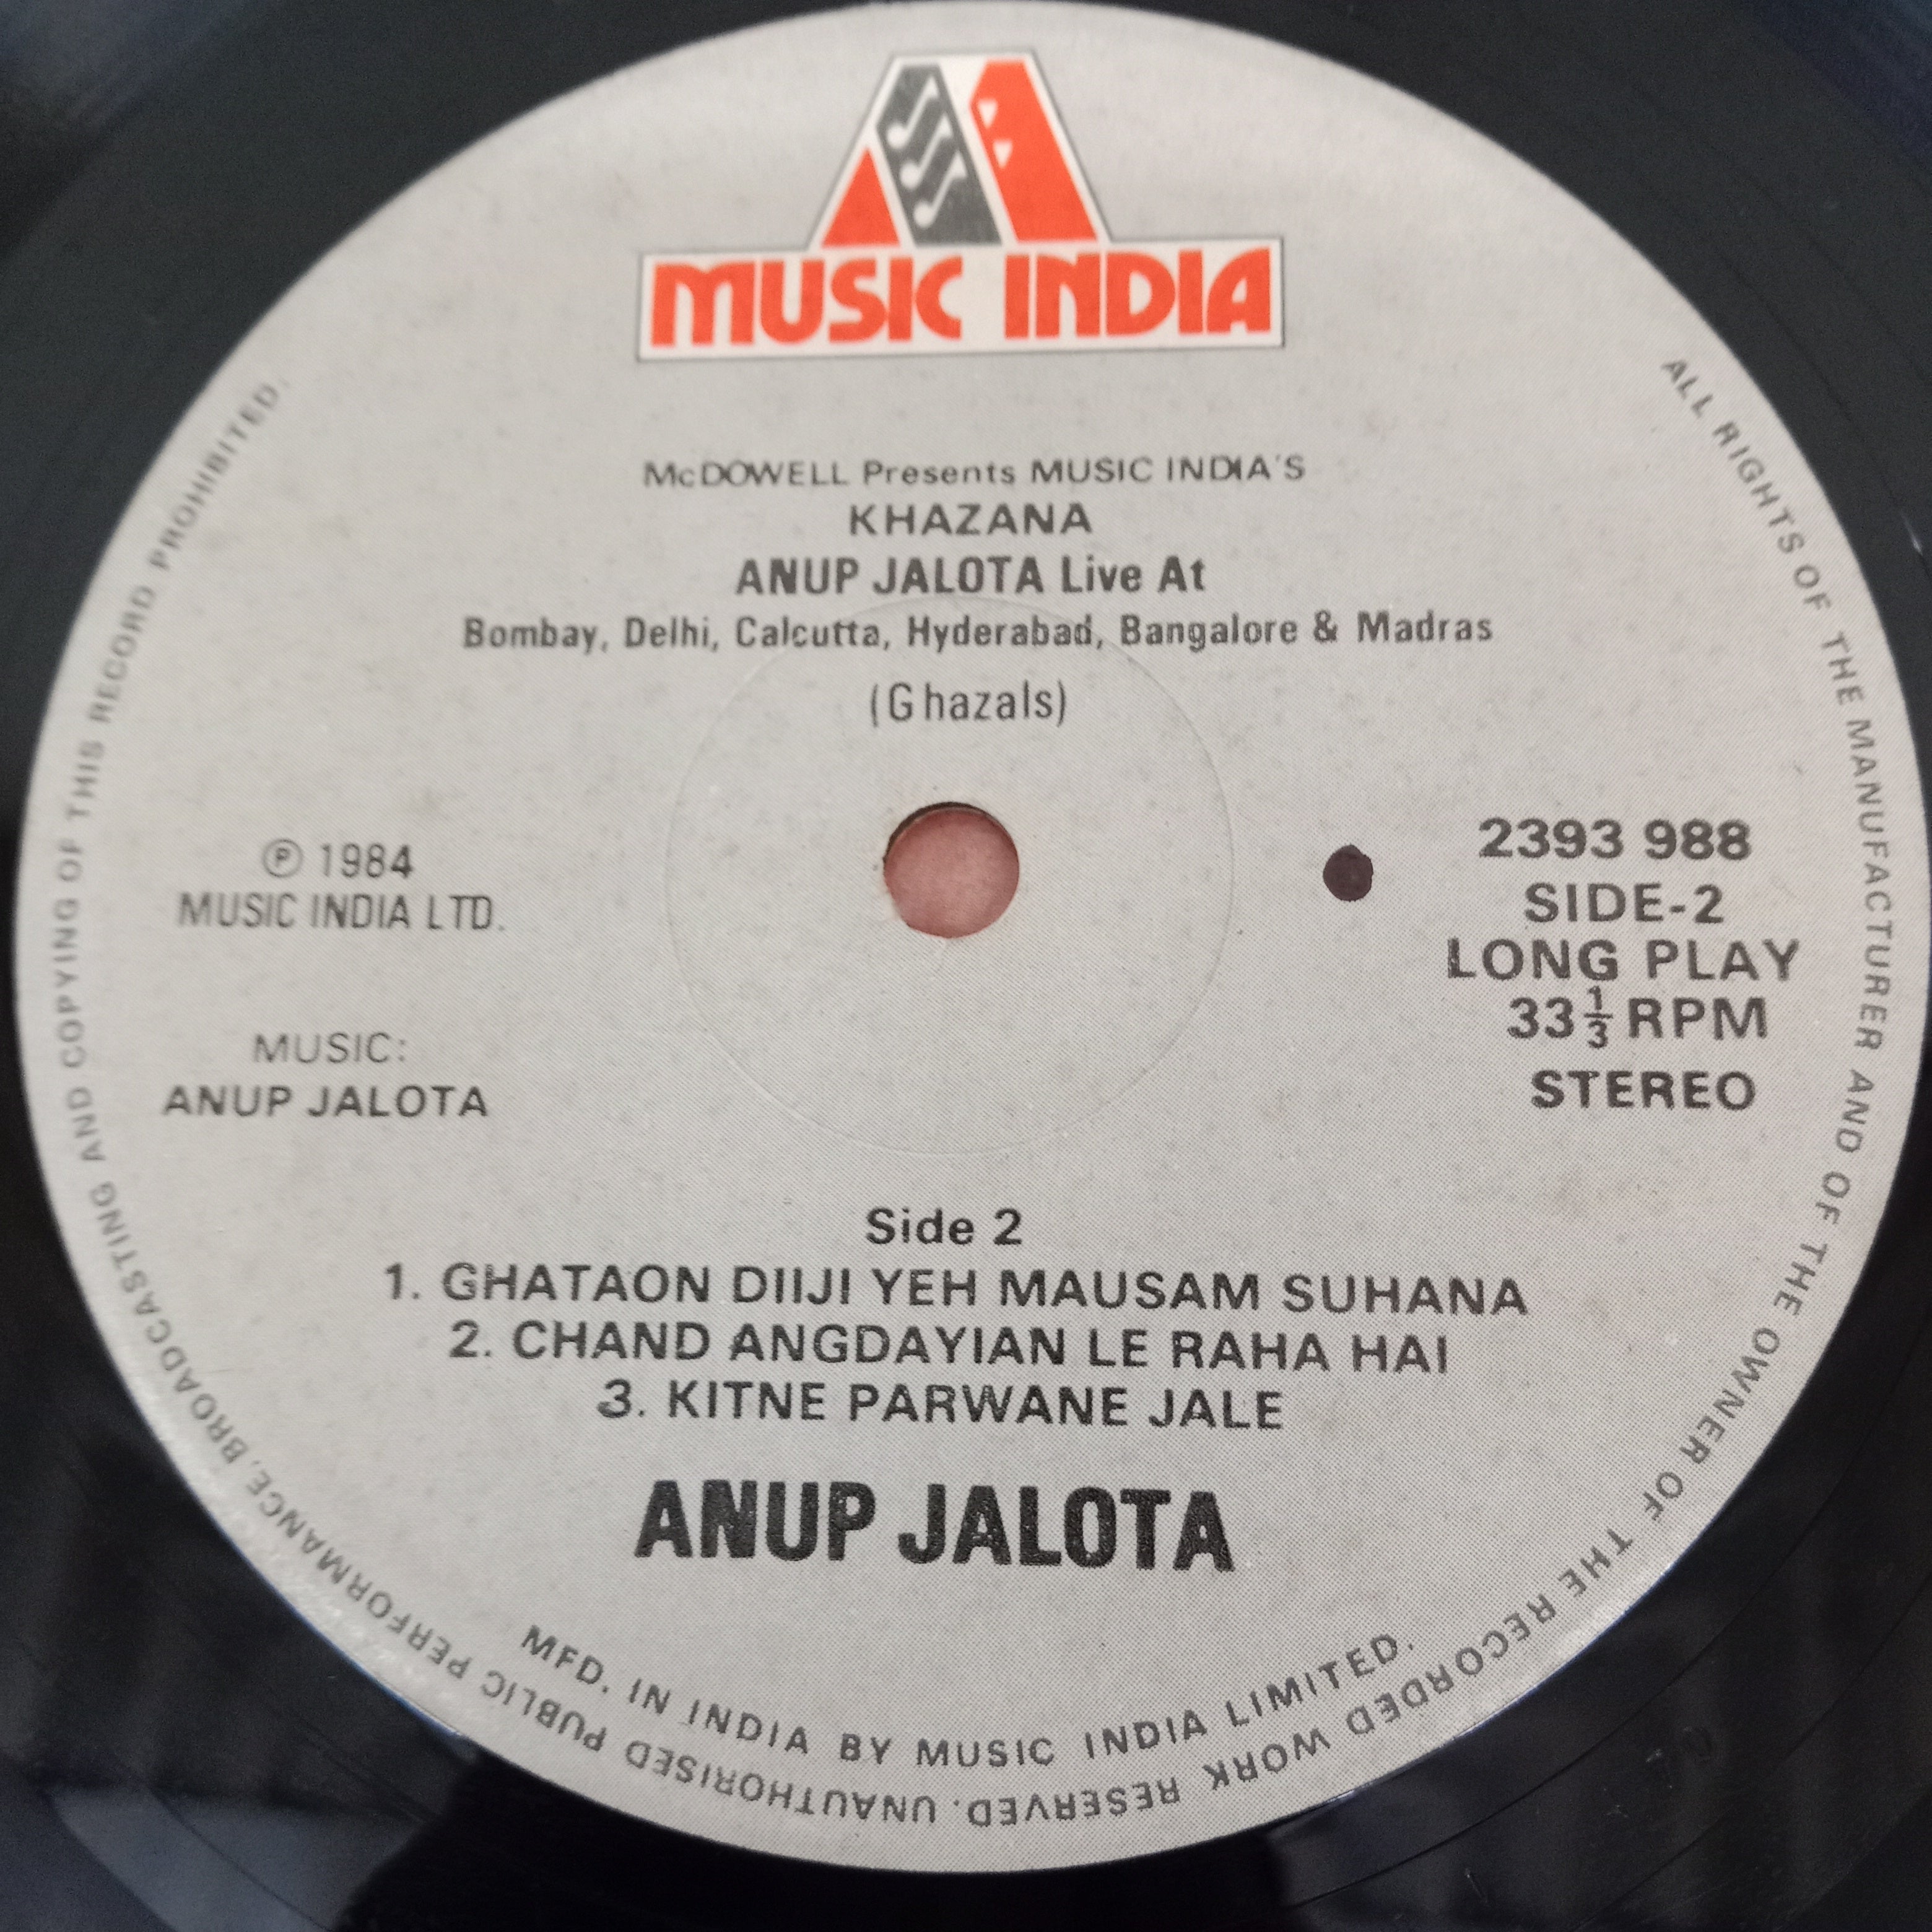 MUSIC INDIA
McDOWELL Presents MUSIC INDIA'S
KHAZANA
ANUP JALOTA Live At
Bombay, Delhi, Calcutta, Hyderabad, Bangalore & Madras
(Ghazals)
℗ 1984
MUSIC INDIA LTD.
MUSIC:
ANUP JALOTA
2393 988
SIDE-2
LONG PLAY
33⅓ RPM
STEREO
Side 2
1. GHATAON DIIJI YEH MAUSAM SUHANA
2. CHAND ANGDAYIAN LE RAHA HAI
3. KITNE PARWANE JALE
ANUP JALOTA
MFD. IN INDIA BY MUSIC INDIA LIMITED.
ALL RIGHTS OF THE MANUFACTURER AND OF THE OWNER OF THE RECORDED WORK RESERVED. UNAUTHORISED PUBLIC PERFORMANCE, BROADCASTING AND COPYING OF THIS RECORD PROHIBITED.